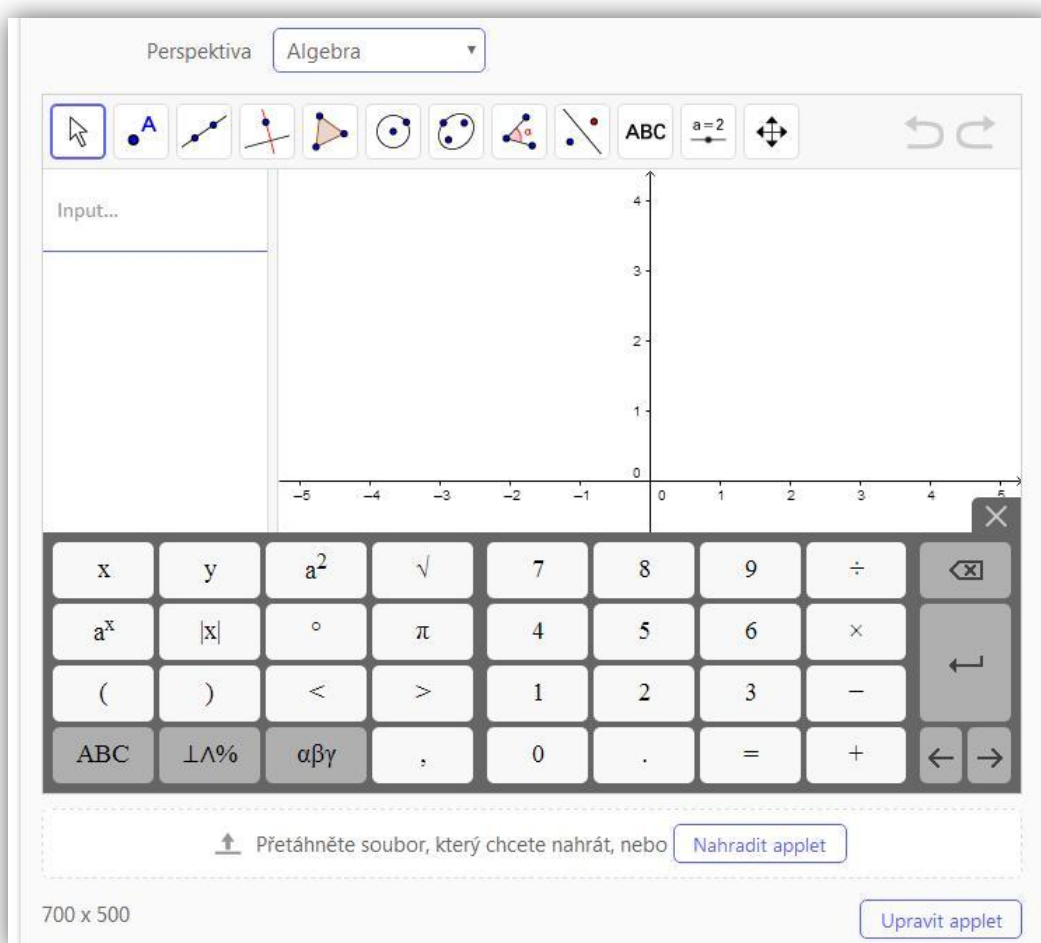 Perspektiva Algebra
A α ABC a=2
Input...
4
3
2
1
0
–5 –4 –3 –2 –1 0 1 2 3 4 5
x y a² √ 7 8 9 ÷
aˣ |x| ° π 4 5 6 ×
( ) < > 1 2 3 −
ABC ⊥∧% αβγ , 0 . = + ← →
Přetáhněte soubor, který chcete nahrát, nebo Nahradit applet
700 x 500
Upravit applet